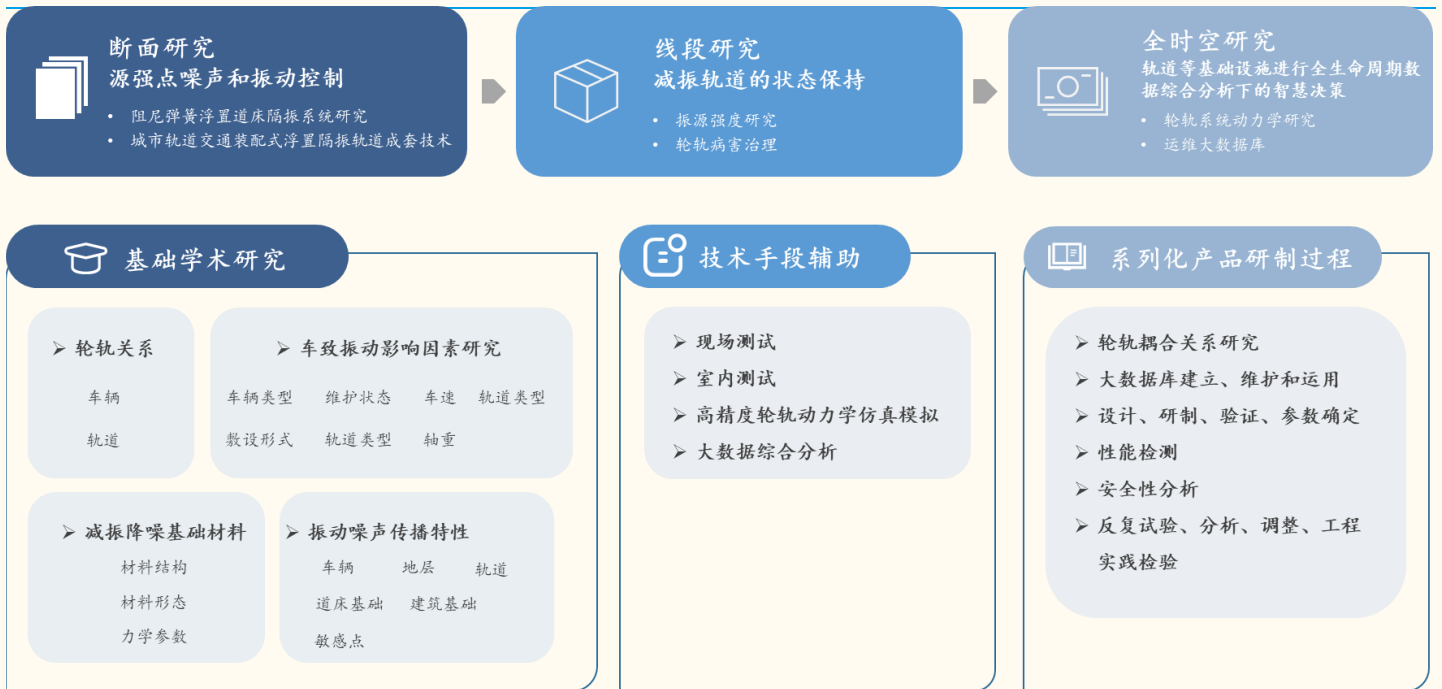 断面研究
源强点噪声和振动控制
• 阻尼弹簧浮置道床隔振系统研究
• 城市轨道交通装配式浮置隔振轨道成套技术
线段研究
减振轨道的状态保持
• 振源强度研究
• 轮轨病害治理
全时空研究
轨道等基础设施进行全生命周期数
据综合分析下的智慧决策
• 轮轨系统动力学研究
• 运维大数据库
基础学术研究
➢ 轮轨关系
车辆
轨道
➢ 车致振动影响因素研究
车辆类型 维护状态 车速 轨道类型
敷设形式 轨道类型 轴重
➢ 减振降噪基础材料
材料结构
材料形态
力学参数
➢ 振动噪声传播特性
车辆 地层 轨道
道床基础 建筑基础
敏感点
技术手段辅助
➢ 现场测试
➢ 室内测试
➢ 高精度轮轨动力学仿真模拟
➢ 大数据综合分析
系列化产品研制过程
➢ 轮轨耦合关系研究
➢ 大数据库建立、维护和运用
➢ 设计、研制、验证、参数确定
➢ 性能检测
➢ 安全性分析
➢ 反复试验、分析、调整、工程
实践检验